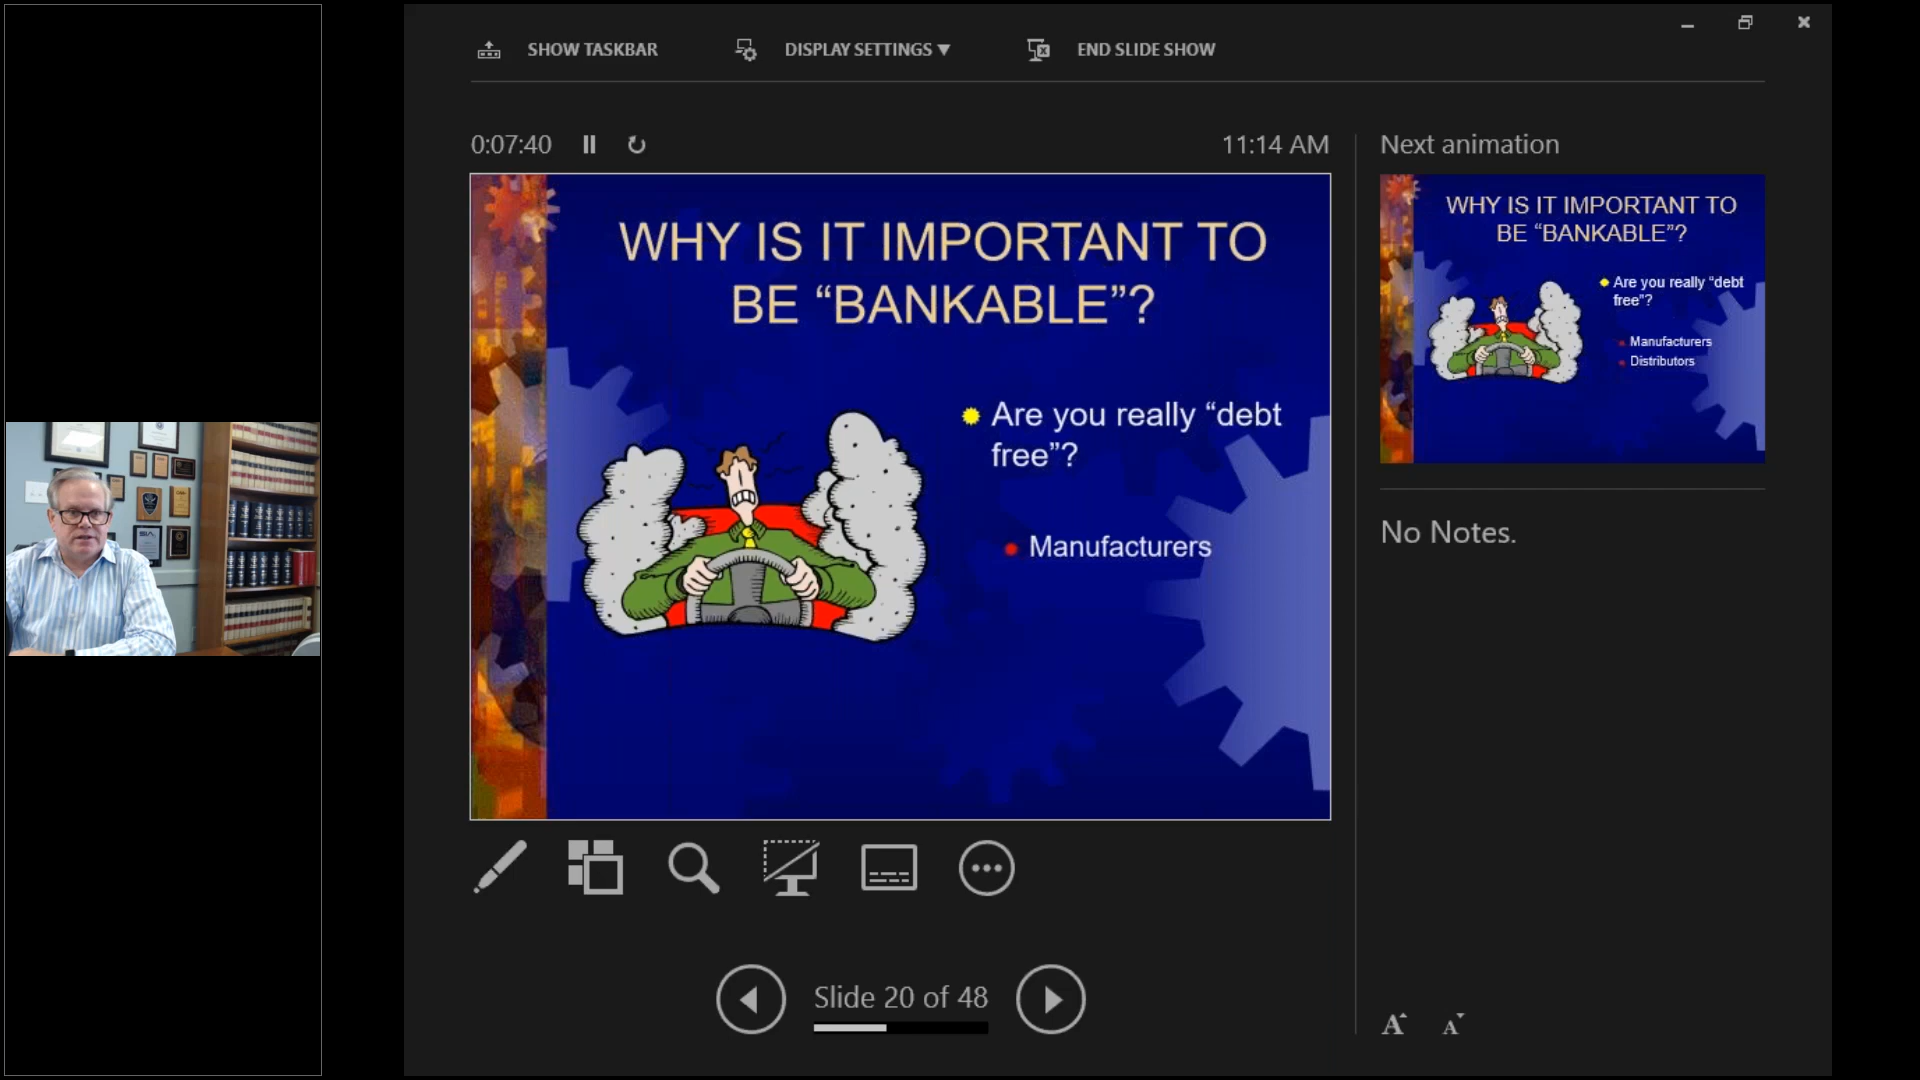 SHOW TASKBAR
DISPLAY SETTINGS ▼
END SLIDE SHOW
0:07:40
11:14 AM
Next animation
WHY IS IT IMPORTANT TO
BE “BANKABLE”?
Are you really “debt
free”?
Manufacturers
WHY IS IT IMPORTANT TO
BE “BANKABLE”?
Are you really “debt
free”?
Manufacturers
Distributors
No Notes.
Slide 20 of 48
A
A